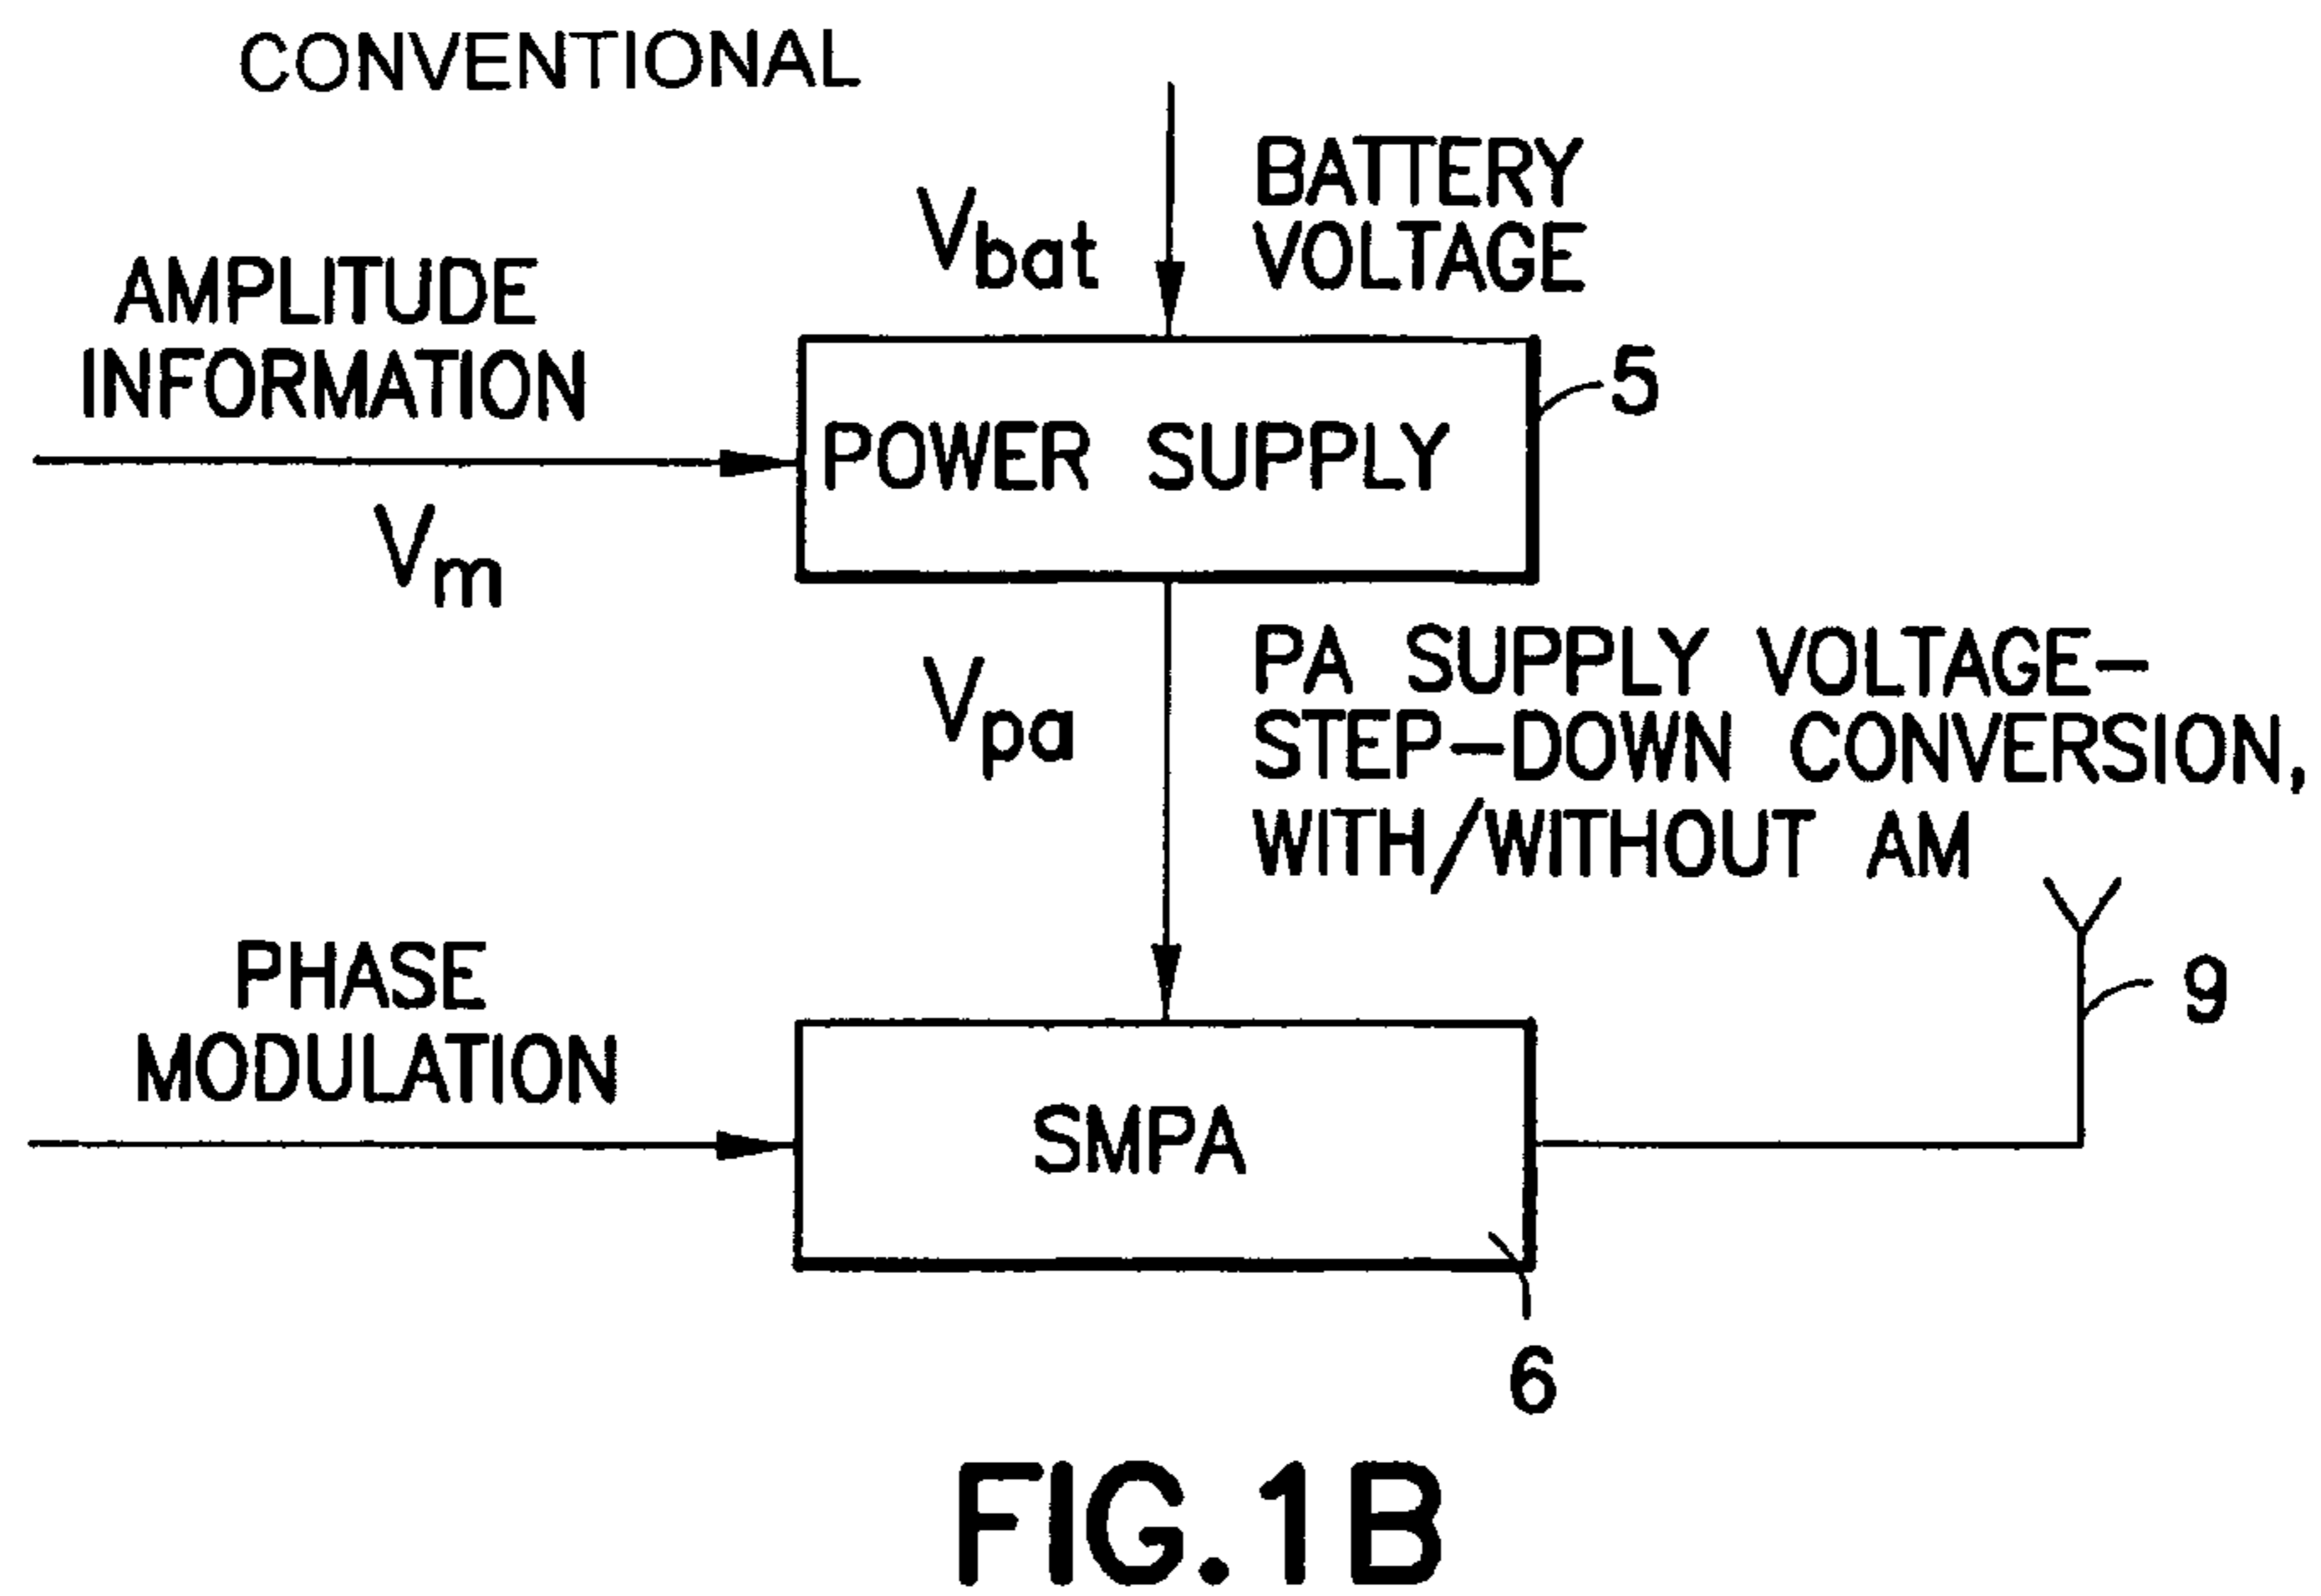 CONVENTIONAL
V_bat
BATTERY
VOLTAGE
AMPLITUDE
INFORMATION
V_m
POWER SUPPLY
5
V_pa
PA SUPPLY VOLTAGE-
STEP-DOWN CONVERSION,
WITH/WITHOUT AM
PHASE
MODULATION
SMPA
9
6
FIG.1B